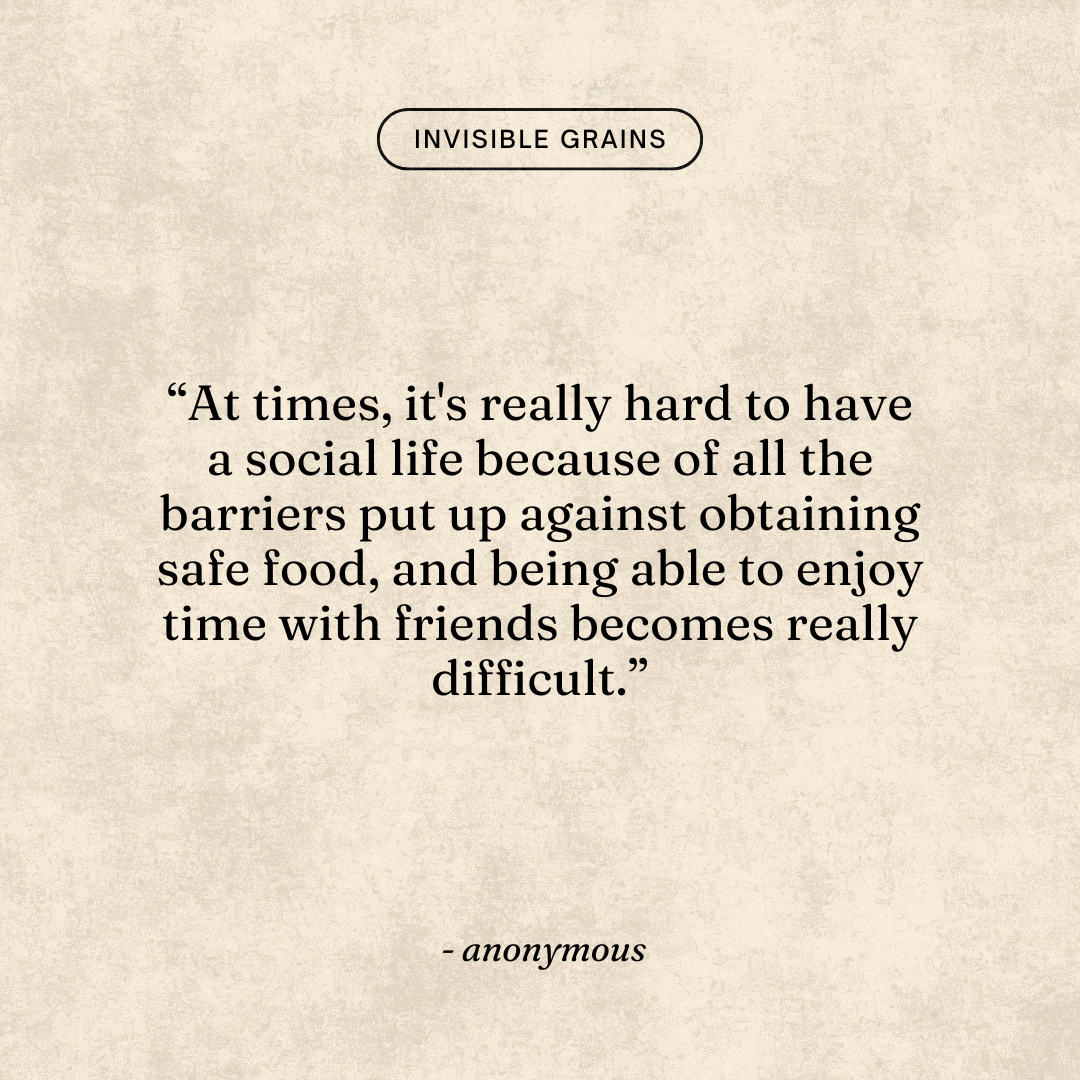 INVISIBLE GRAINS
“At times, it's really hard to have
a social life because of all the
barriers put up against obtaining
safe food, and being able to enjoy
time with friends becomes really
difficult.”
- anonymous